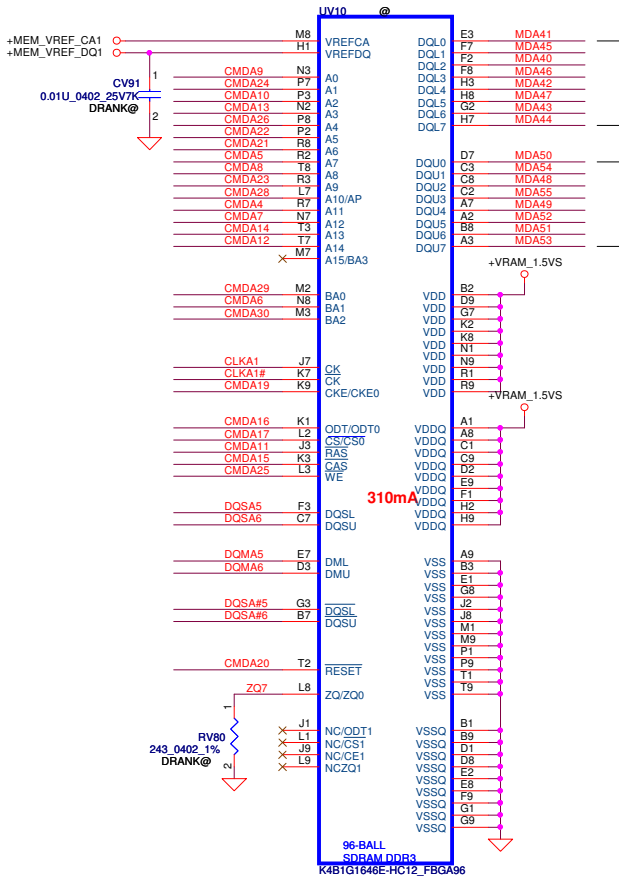 UV10 @
+MEM_VREF_CA1 M8 VREFCA DQL0 E3 MDA41
+MEM_VREF_DQ1 H1 VREFDQ DQL1 F7 MDA45
DQL2 F2 MDA40
CMDA9 N3 A0 DQL3 F8 MDA46
CMDA24 P7 A1 DQL4 H3 MDA42
CMDA10 P3 A2 DQL5 H8 MDA47
CMDA13 N2 A3 DQL6 G2 MDA43
CMDA26 P8 A4 DQL7 H7 MDA44
CMDA22 P2 A5
CMDA21 R8 A6
CMDA5 R2 A7 DQU0 D7 MDA50
CMDA8 T8 A8 DQU1 C3 MDA54
CMDA23 R3 A9 DQU2 C8 MDA48
CMDA28 L7 A10/AP DQU3 C2 MDA55
CMDA4 R7 A11 DQU4 A7 MDA49
CMDA7 N7 A12 DQU5 A2 MDA52
CMDA14 T3 A13 DQU6 B8 MDA51
CMDA12 T7 A14 DQU7 A3 MDA53
M7 A15/BA3
1
CV91
0.01U_0402_25V7K
DRANK@
2
+VRAM_1.5VS
CMDA29 M2 BA0 VDD B2
CMDA6 N8 BA1 VDD D9
CMDA30 M3 BA2 VDD G7
VDD K2
VDD K8
VDD N1
CLKA1 J7 CK VDD N9
CLKA1# K7 CK VDD R1
CMDA19 K9 CKE/CKE0 VDD R9
+VRAM_1.5VS
CMDA16 K1 ODT/ODT0 VDDQ A1
CMDA17 L2 CS/CS0 VDDQ A8
CMDA11 J3 RAS VDDQ C1
CMDA15 K3 CAS VDDQ C9
CMDA25 L3 WE VDDQ D2
VDDQ E9
310mA VDDQ F1
DQSA5 F3 DQSL VDDQ H2
DQSA6 C7 DQSU VDDQ H9
DQMA5 E7 DML VSS A9
DQMA6 D3 DMU VSS B3
VSS E1
VSS G8
DQSA#5 G3 DQSL VSS J2
DQSA#6 B7 DQSU VSS J8
VSS M1
VSS M9
VSS P1
CMDA20 T2 RESET VSS P9
VSS T1
ZQ7 L8 ZQ/ZQ0 VSS T9
1
RV80
243_0402_1%
DRANK@
2
J1 NC/ODT1 VSSQ B1
L1 NC/CS1 VSSQ B9
J9 NC/CE1 VSSQ D1
L9 NCZQ1 VSSQ D8
VSSQ E2
VSSQ E8
VSSQ F9
VSSQ G1
VSSQ G9
96-BALL
SDRAM DDR3
K4B1G1646E-HC12_FBGA96